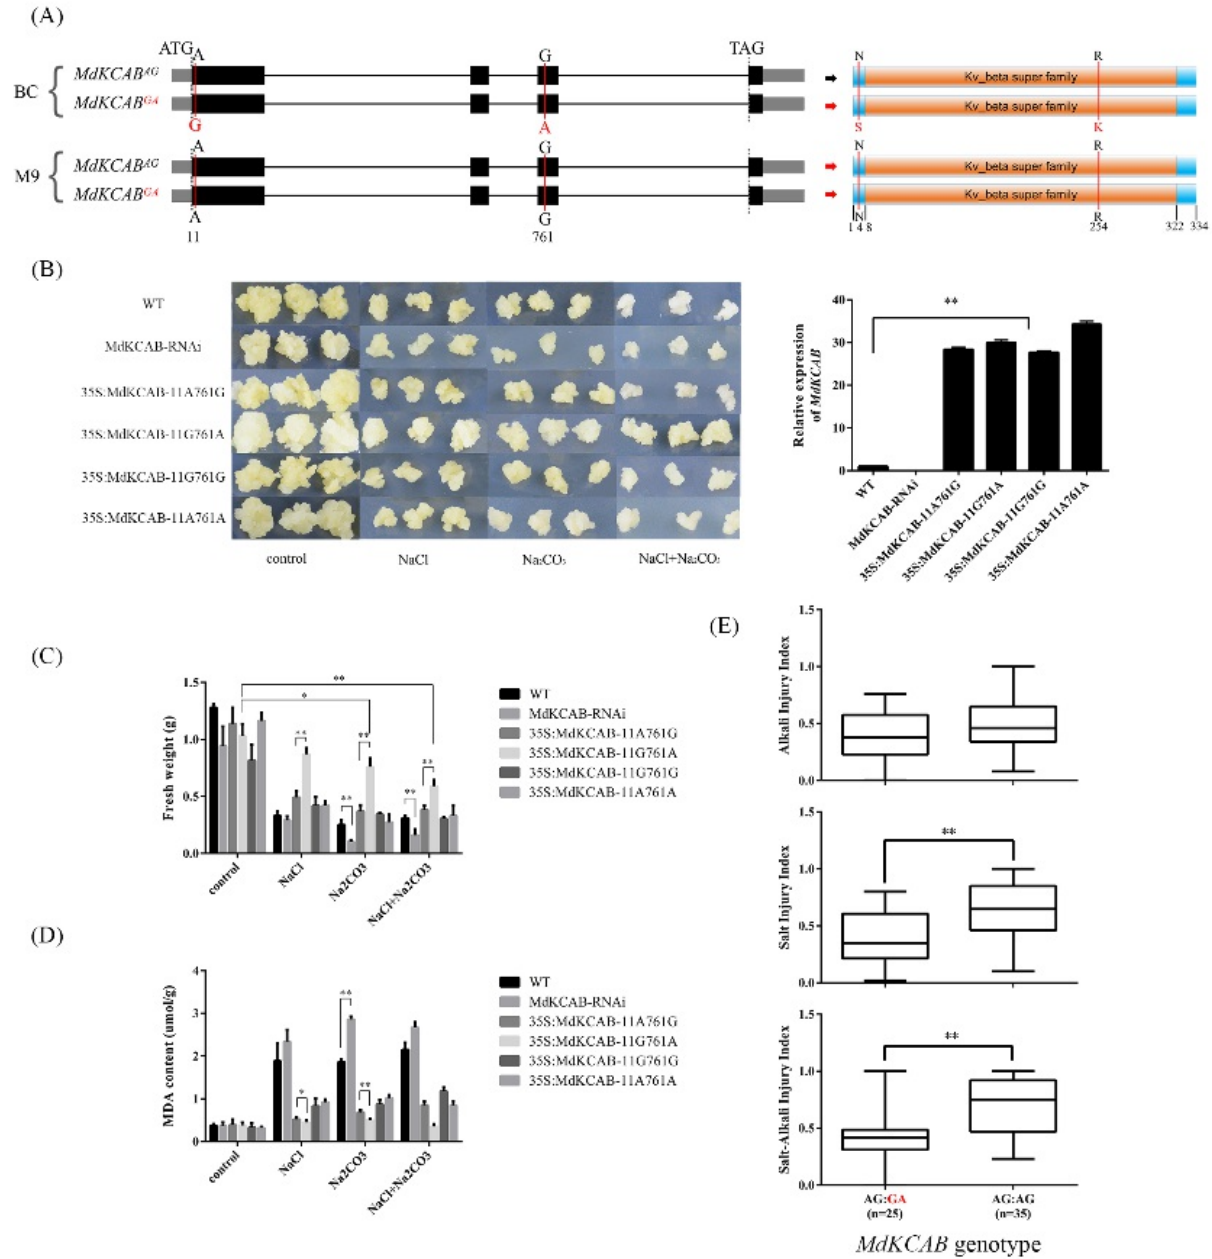 (A)
ATG A G TAG N R
BC { MdKCAB^AG Kv_beta super family
MdKCAB^GA Kv_beta super family
G A S K
A G N R
M9 { MdKCAB^AG Kv_beta super family
MdKCAB^GA Kv_beta super family
A G N R
11 761 1 4 8 254 322 334
(B)
WT
MdKCAB-RNAi
35S:MdKCAB-11A761G
35S:MdKCAB-11G761A
35S:MdKCAB-11G761G
35S:MdKCAB-11A761A
control NaCl Na₂CO₃ NaCl+Na₂CO₃
Relative expression
of MdKCAB
40
30
20
10
0
**
WT
MdKCAB-RNAi
35S:MdKCAB-11A761G
35S:MdKCAB-11G761A
35S:MdKCAB-11G761G
35S:MdKCAB-11A761A
(C)
Fresh weight (g)
1.5
1.0
0.5
0.0
**
*
** ** ** ** **
control
NaCl
Na2CO3
NaCl+Na2CO3
WT
MdKCAB-RNAi
35S:MdKCAB-11A761G
35S:MdKCAB-11G761A
35S:MdKCAB-11G761G
35S:MdKCAB-11A761A
(D)
MDA content (umol/g)
4
3
2
1
0
* ** **
control
NaCl
Na2CO3
NaCl+Na2CO3
WT
MdKCAB-RNAi
35S:MdKCAB-11A761G
35S:MdKCAB-11G761A
35S:MdKCAB-11G761G
35S:MdKCAB-11A761A
(E)
Alkali Injury Index
1.5
1.0
0.5
0.0
Salt Injury Index
1.5
1.0
0.5
0.0
**
Salt-Alkali Injury Index
1.5
1.0
0.5
0.0
**
AG:GA AG:AG
(n=25) (n=35)
MdKCAB genotype